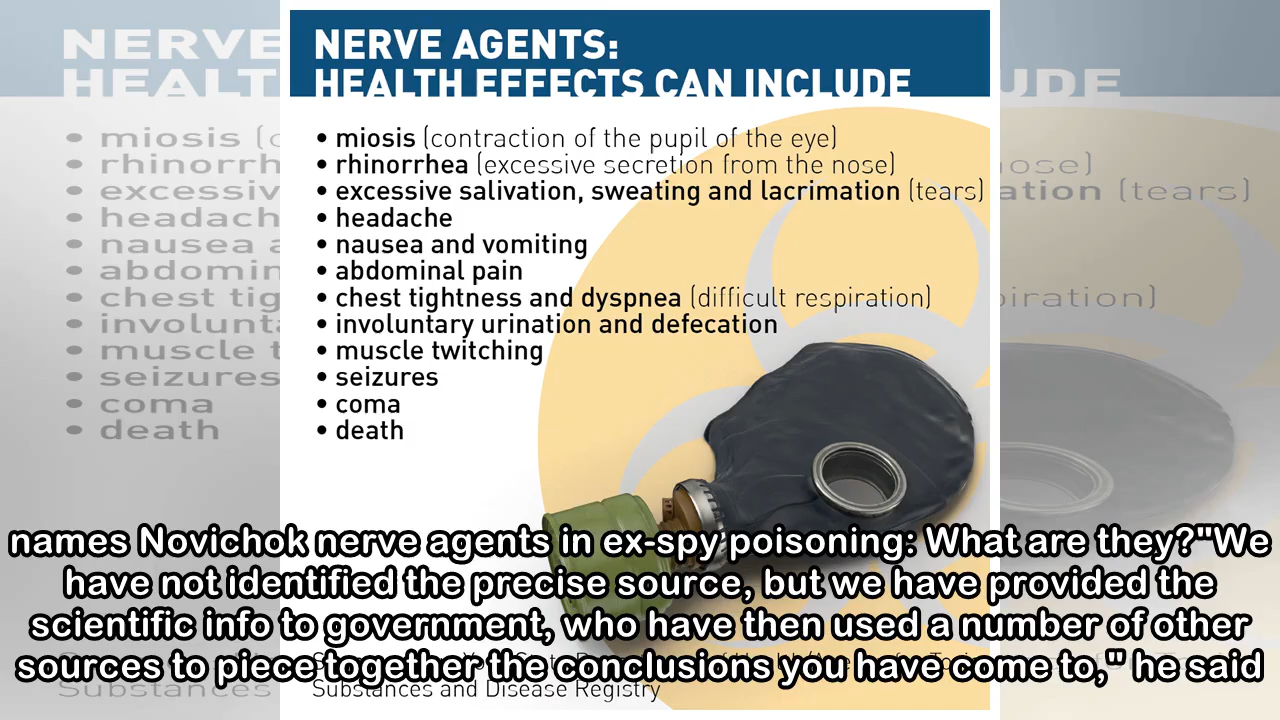 NERVE AGENTS:
HEALTH EFFECTS CAN INCLUDE
• miosis (contraction of the pupil of the eye)
• rhinorrhea (excessive secretion from the nose)
• excessive salivation, sweating and lacrimation (tears)
• headache
• nausea and vomiting
• abdominal pain
• chest tightness and dyspnea (difficult respiration)
• involuntary urination and defecation
• muscle twitching
• seizures
• coma
• death
names Novichok nerve agents in ex-spy poisoning: What are they?"We
have not identified the precise source, but we have provided the
scientific info to government, who have then used a number of other
sources to piece together the conclusions you have come to," he said
Substances and Disease Registry